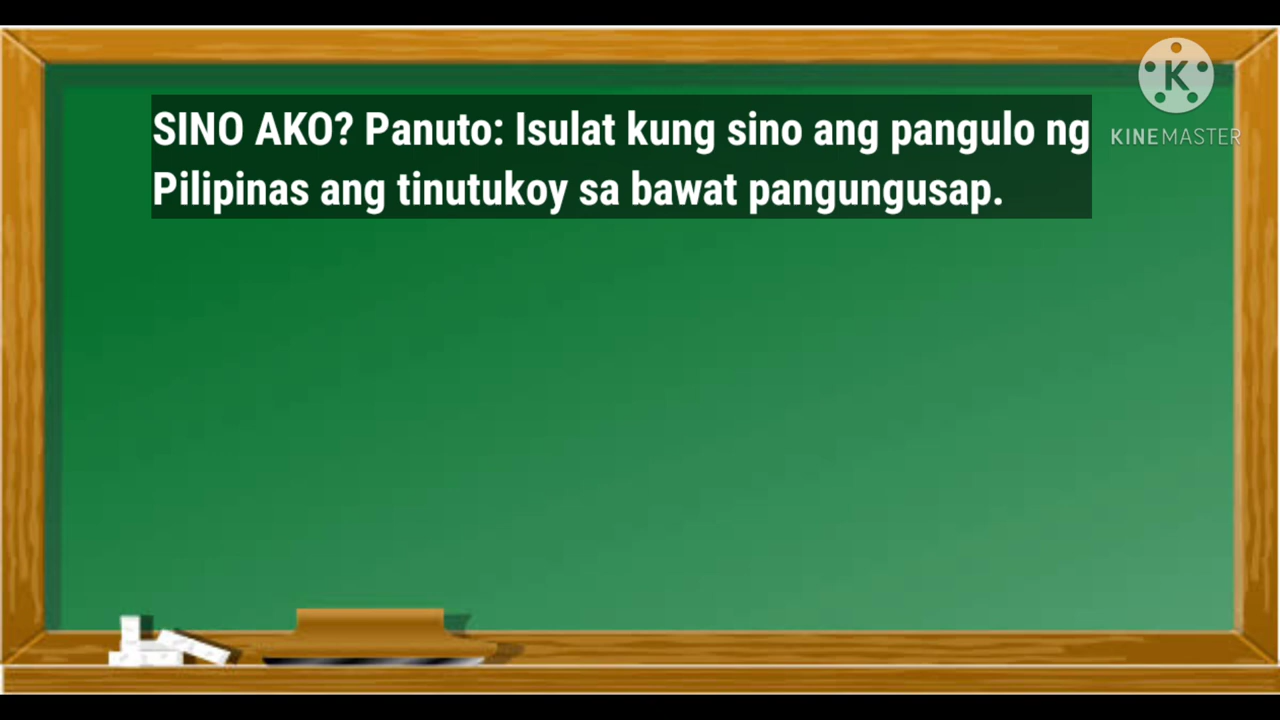 SINO AKO? Panuto: Isulat kung sino ang pangulo ng
Pilipinas ang tinutukoy sa bawat pangungusap.
K
KINEMASTER